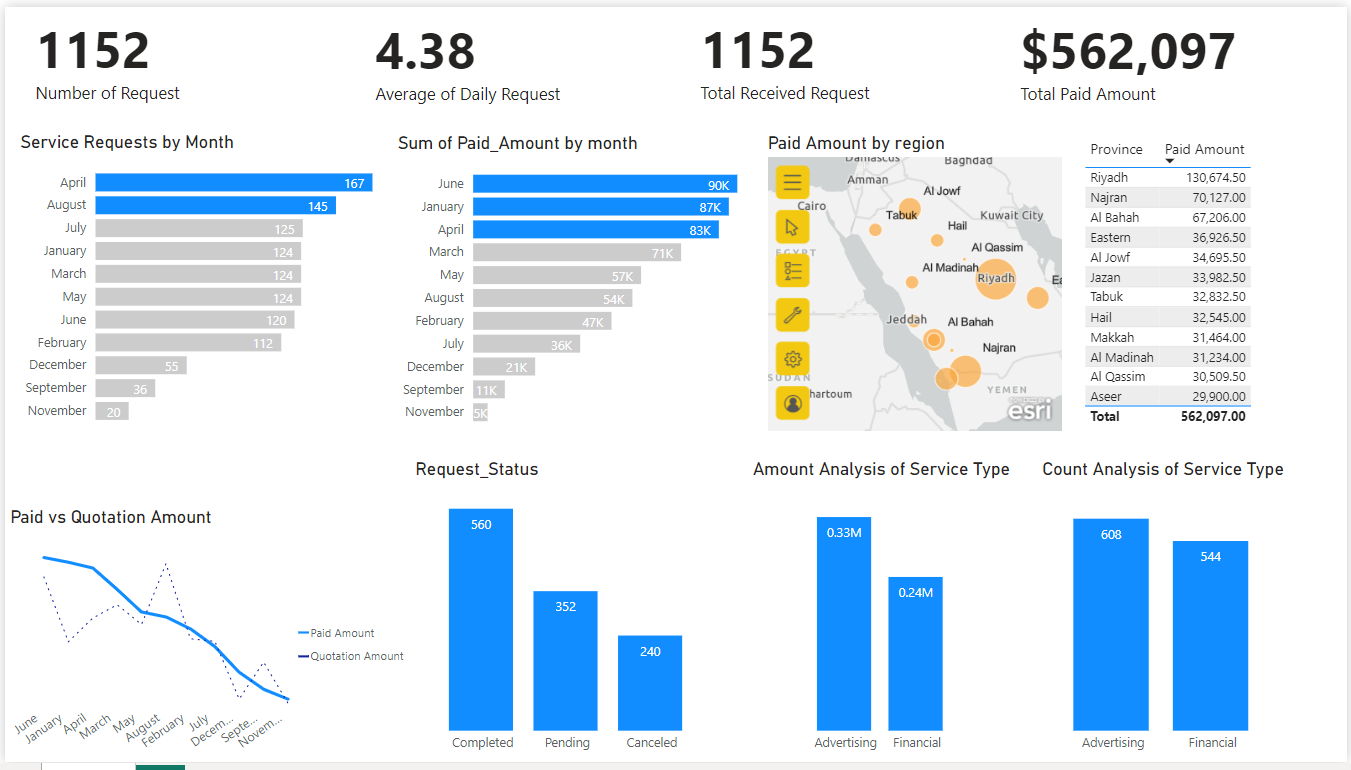 1152
Number of Request
4.38
Average of Daily Request
1152
Total Received Request
$562,097
Total Paid Amount
Service Requests by Month
April 167
August 145
July 125
January 124
March 124
May 124
June 120
February 112
December 55
September 36
November 20
Sum of Paid_Amount by month
June 90K
January 87K
April 83K
March 71K
May 57K
August 54K
February 47K
July 36K
December 21K
September 11K
November 5K
Paid Amount by region
Damascus
Baghdad
Amman
Al Jowf
Cairo
Tabuk
Kuwait City
Hail
Al Qassim
EGYPT
Al Madinah
Riyadh
Jeddah
Al Bahah
Najran
SUDAN
YEMEN
hartoum
esri
Province Paid Amount
Riyadh 130,674.50
Najran 70,127.00
Al Bahah 67,206.00
Eastern 36,926.50
Al Jowf 34,695.50
Jazan 33,982.50
Tabuk 32,832.50
Hail 32,545.00
Makkah 31,464.00
Al Madinah 31,234.00
Al Qassim 30,509.50
Aseer 29,900.00
Total 562,097.00
Paid vs Quotation Amount
Paid Amount
Quotation Amount
June
January
April
March
May
August
February
July
Decem...
Septe...
Novem...
Request_Status
560
352
240
Completed
Pending
Canceled
Amount Analysis of Service Type
0.33M
0.24M
Advertising
Financial
Count Analysis of Service Type
608
544
Advertising
Financial